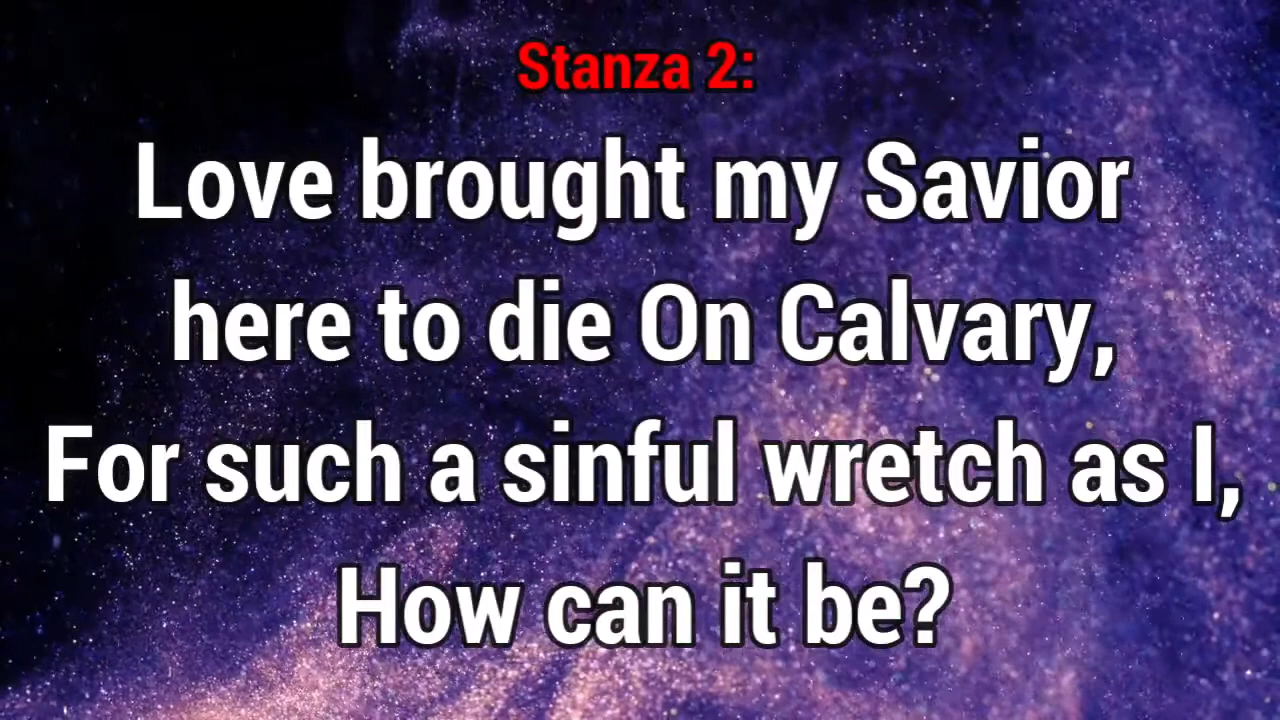 Stanza 2:
Love brought my Savior
here to die On Calvary,
For such a sinful wretch as I,
How can it be?